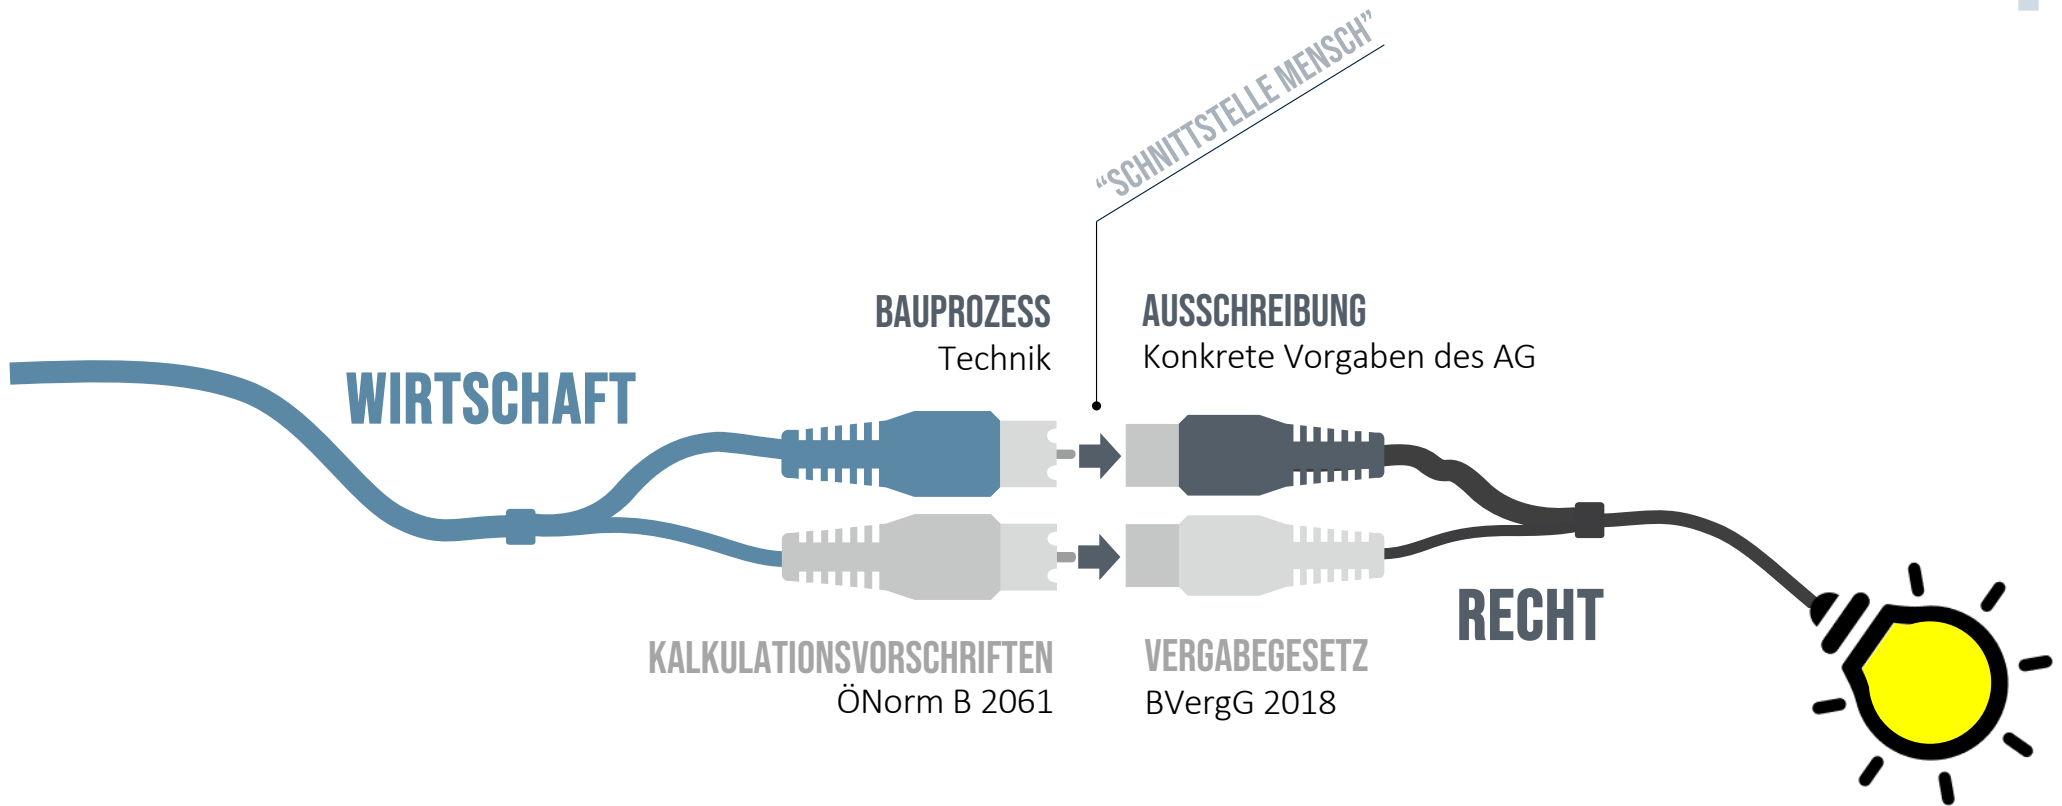 “SCHNITTSTELLE MENSCH”
BAUPROZESS
Technik
AUSSCHREIBUNG
Konkrete Vorgaben des AG
WIRTSCHAFT
RECHT
KALKULATIONSVORSCHRIFTEN
ÖNorm B 2061
VERGABEGESETZ
BVergG 2018